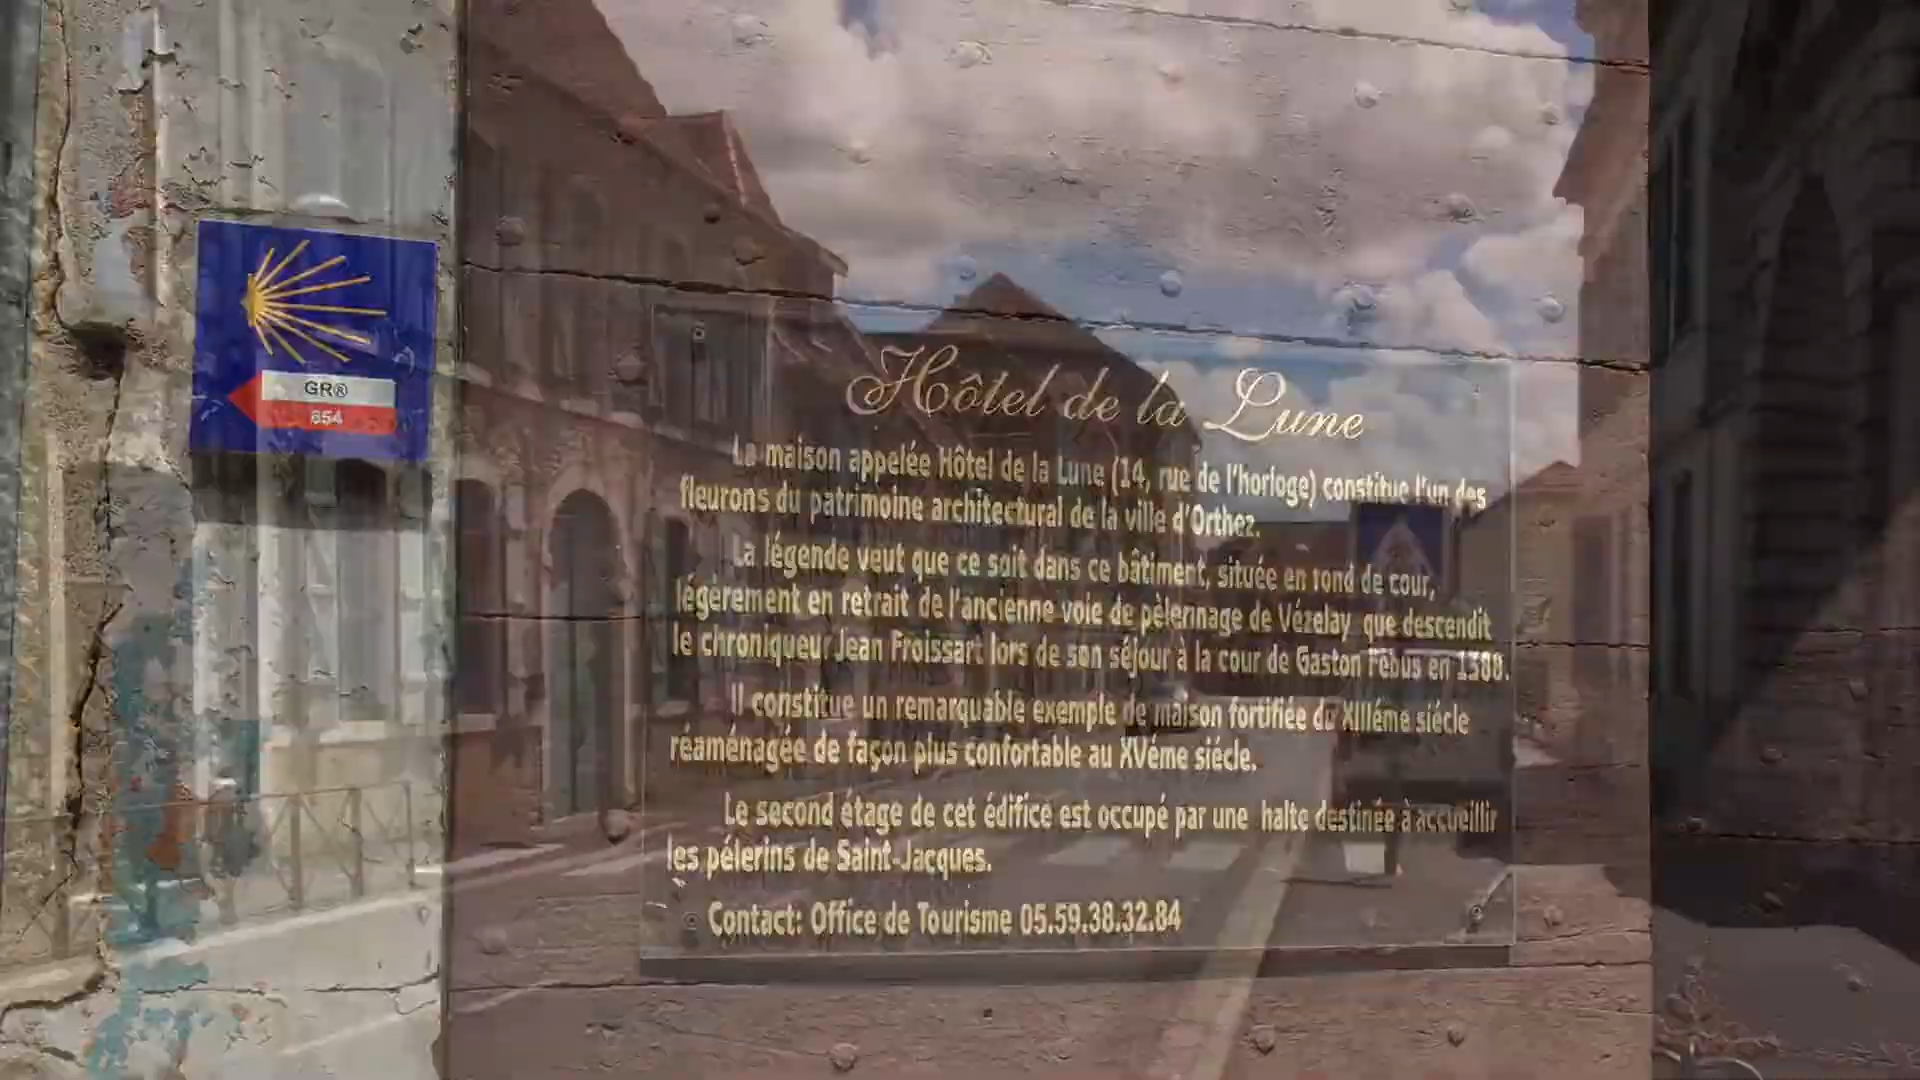 GR®
654
Hôtel de la Lune
La maison appelée Hôtel de la Lune (14, rue de l'horloge) constitue l'un des
fleurons du patrimoine architectural de la ville d'Orthez.
La légende veut que ce soit dans ce bâtiment, située en fond de cour,
légèrement en retrait de l'ancienne voie de pèlerinage de Vézelay que descendit
le chroniqueur Jean Froissart lors de son séjour à la cour de Gaston Fébus en 1388.
Il constitue un remarquable exemple de maison fortifiée du XIIIéme siécle
réaménagée de façon plus confortable au XVéme siécle.
Le second étage de cet édifice est occupé par une halte destinée à accueillir
les pélerins de Saint-Jacques.
Contact: Office de Tourisme 05.59.38.32.84